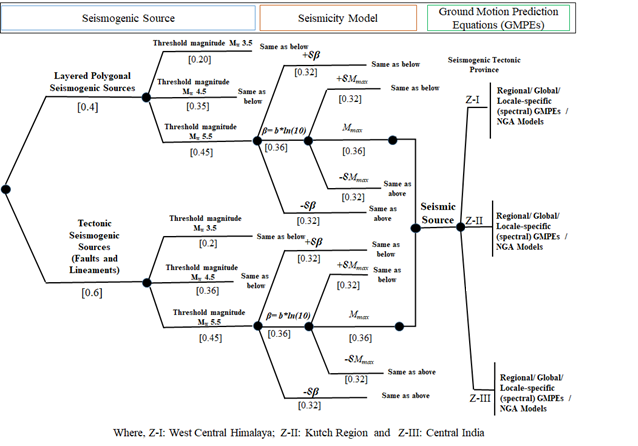 Seismogenic Source
Seismicity Model
Ground Motion Prediction
Equations (GMPEs)
Layered Polygonal
Seismogenic Sources
[0.4]
Threshold magnitude Mw 3.5
[0.20]
Same as below
Threshold magnitude
Mw 4.5
[0.35]
Same as
below
Threshold magnitude
Mw 5.5
[0.45]
+δβ
[0.32]
Same as below
β= b*ln(10)
[0.36]
-δβ
[0.32]
Same as
above
+δMmax
[0.32]
Same as below
Mmax
[0.36]
-δMmax
[0.32]
Same as
above
Tectonic
Seismogenic
Sources
(Faults and
Lineaments)
[0.6]
Threshold magnitude
Mw 3.5
[0.2]
Same as below
Threshold magnitude
Mw 4.5
[0.36]
Same as
below
Threshold magnitude
Mw 5.5
[0.45]
+δβ
[0.32]
Same as
below
β= b*ln(10)
[0.36]
-δβ
[0.32]
Same as above
+δMmax
[0.32]
Same as
below
Mmax
[0.36]
-δMmax
[0.32]
Same as above
Seismic
Source
Seismogenic Tectonic
Province
Z-I
Regional/ Global/
Locale-specific
(spectral) GMPEs /
NGA Models
Z-II
Regional/ Global/
Locale-specific
(spectral) GMPEs /
NGA Models
Z-III
Regional/ Global/
Locale-specific
(spectral) GMPEs /
NGA Models
Where, Z-I: West Central Himalaya; Z-II: Kutch Region and Z-III: Central India